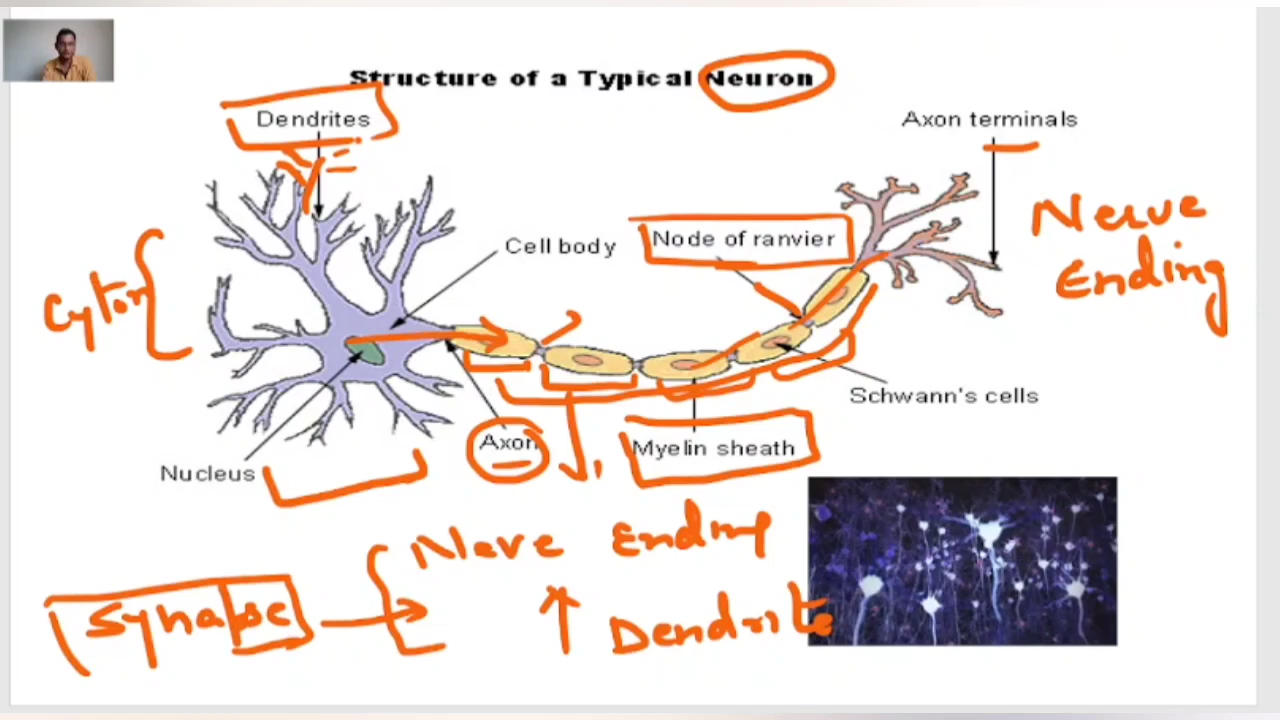 Structure of a Typical Neuron
Dendrites
Axon terminals
Nerve
Ending
Node of ranvier
Cell body
Cyton
Schwann's cells
Axon
Myelin sheath
Nucleus
Nerve Ending
Synapse
Dendrite